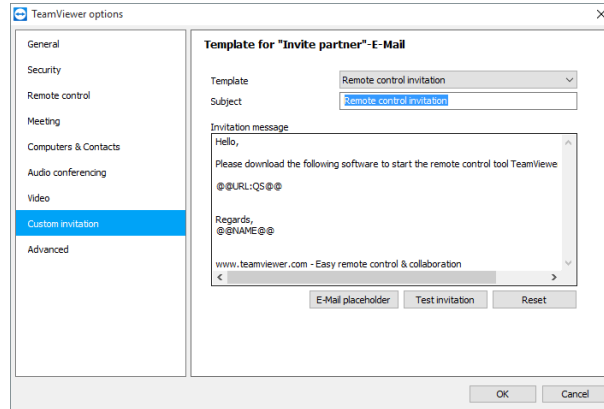 TeamViewer options
General
Security
Remote control
Meeting
Computers & Contacts
Audio conferencing
Video
Custom invitation
Advanced
Template for "Invite partner"-E-Mail
Template
Remote control invitation
Subject
Remote control invitation
Invitation message
Hello,
Please download the following software to start the remote control tool TeamViewe
@@URL:QS@@
Regards,
@@NAME@@
www.teamviewer.com - Easy remote control & collaboration
E-Mail placeholder
Test invitation
Reset
OK
Cancel